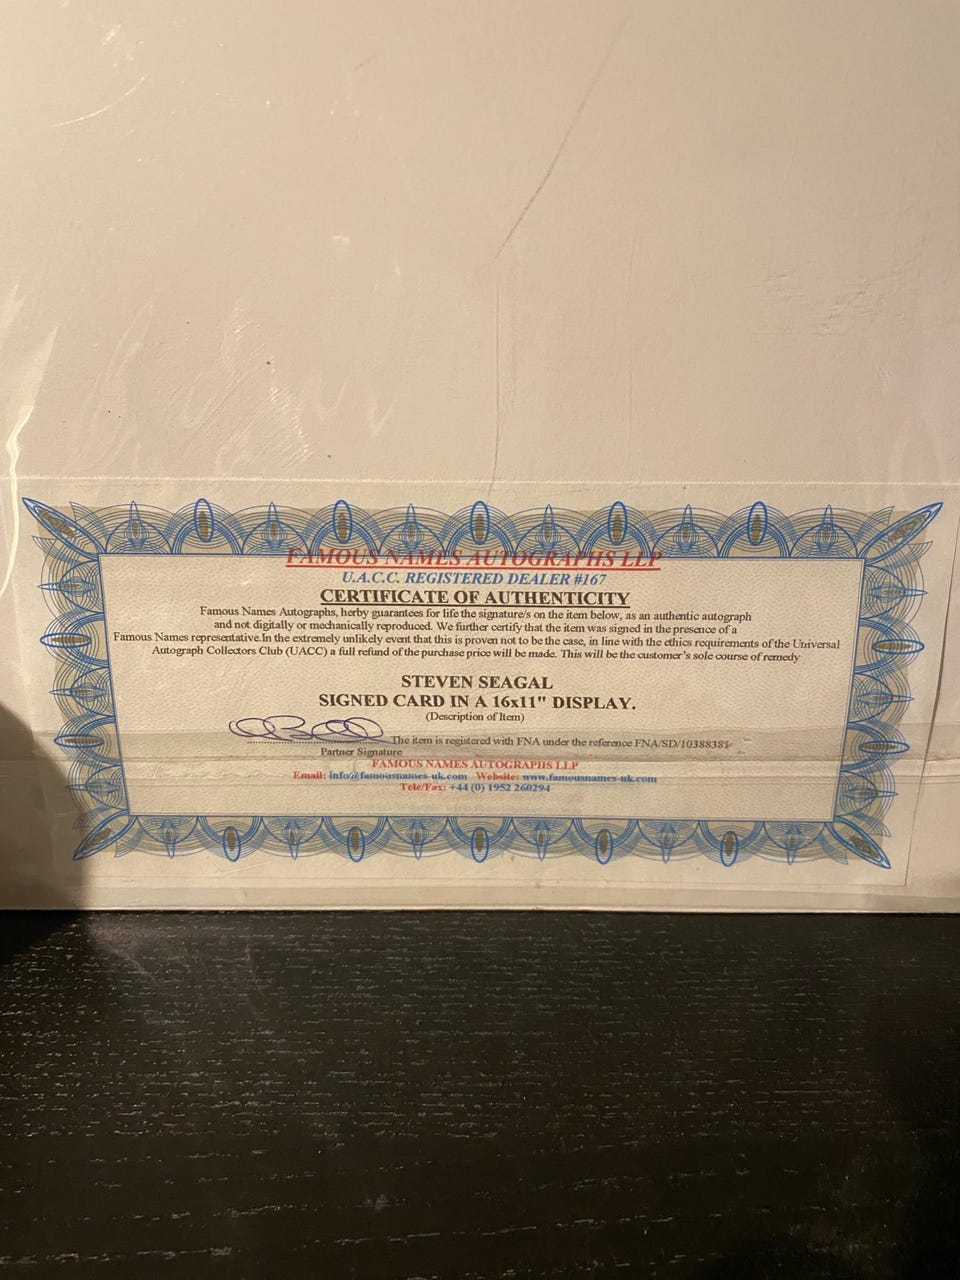 FAMOUS NAMES AUTOGRAPHS LLP
U.A.C.C. REGISTERED DEALER #167
CERTIFICATE OF AUTHENTICITY
Famous Names Autographs, herby guarantees for life the signature/s on the item below, as an authentic autograph
and not digitally or mechanically reproduced. We further certify that the item was signed in the presence of a
Famous Names representative.In the extremely unlikely event that this is proven not to be the case, in line with the ethics requirements of the Universal
Autograph Collectors Club (UACC) a full refund of the purchase price will be made. This will be the customer's sole course of remedy
STEVEN SEAGAL
SIGNED CARD IN A 16x11" DISPLAY.
(Description of Item)
The item is registered with FNA under the reference FNA/SD/10388381
Partner Signature
FAMOUS NAMES AUTOGRAPHS LLP
Email: info@famousnames-uk.com Website: www.famousnames-uk.com
Tele/Fax: +44 (0) 1952 260294